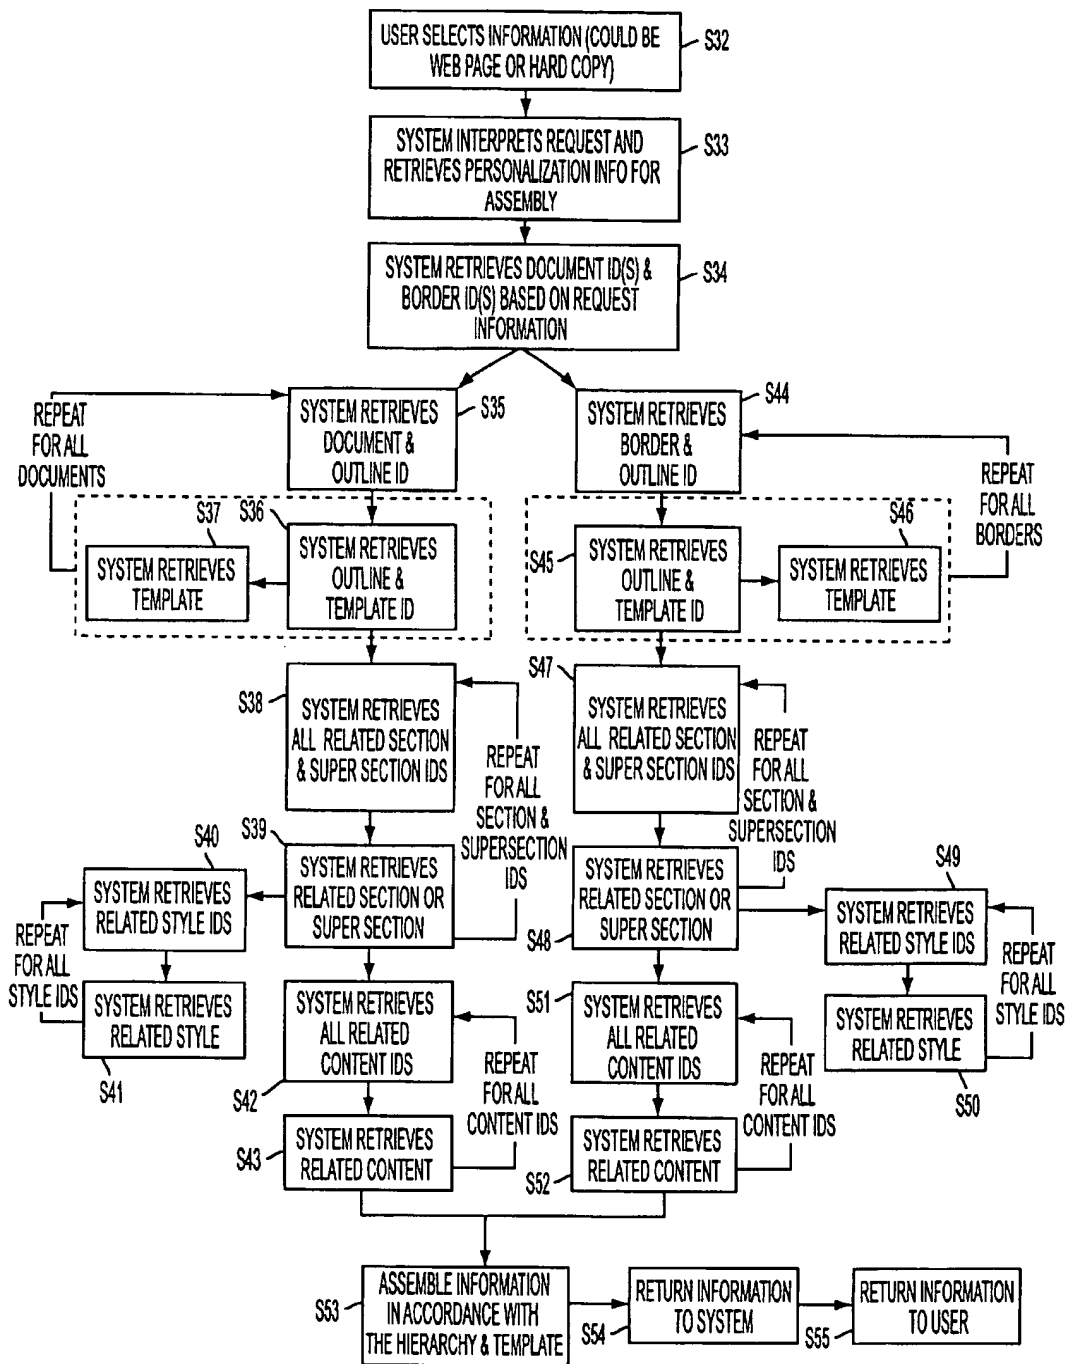 USER SELECTS INFORMATION (COULD BE
WEB PAGE OR HARD COPY)
S32
SYSTEM INTERPRETS REQUEST AND
RETRIEVES PERSONALIZATION INFO FOR
ASSEMBLY
S33
SYSTEM RETRIEVES DOCUMENT ID(S) &
BORDER ID(S) BASED ON REQUEST
INFORMATION
S34
REPEAT
FOR ALL
DOCUMENTS
SYSTEM RETRIEVES
DOCUMENT &
OUTLINE ID
S35
SYSTEM RETRIEVES
BORDER &
OUTLINE ID
S44
REPEAT
FOR ALL
BORDERS
S37
SYSTEM RETRIEVES
TEMPLATE
S36
SYSTEM RETRIEVES
OUTLINE &
TEMPLATE ID
S45
SYSTEM RETRIEVES
OUTLINE &
TEMPLATE ID
S46
SYSTEM RETRIEVES
TEMPLATE
S38
SYSTEM RETRIEVES
ALL RELATED SECTION
& SUPER SECTION IDS
REPEAT
FOR ALL
SECTION &
SUPERSECTION
IDS
S47
SYSTEM RETRIEVES
ALL RELATED SECTION
& SUPER SECTION IDS
REPEAT
FOR ALL
SECTION &
SUPERSECTION
IDS
S39
SYSTEM RETRIEVES
RELATED SECTION OR
SUPER SECTION
S40
SYSTEM RETRIEVES
RELATED STYLE IDS
REPEAT
FOR ALL
STYLE IDS
SYSTEM RETRIEVES
RELATED STYLE
S41
SYSTEM RETRIEVES
RELATED SECTION OR
SUPER SECTION
S48
S49
SYSTEM RETRIEVES
RELATED STYLE IDS
REPEAT
FOR ALL
STYLE IDS
SYSTEM RETRIEVES
RELATED STYLE
S50
SYSTEM RETRIEVES
ALL RELATED
CONTENT IDS
S42
REPEAT
FOR ALL
CONTENT IDS
S51
SYSTEM RETRIEVES
ALL RELATED
CONTENT IDS
REPEAT
FOR ALL
CONTENT IDS
S43
SYSTEM RETRIEVES
RELATED CONTENT
S52
SYSTEM RETRIEVES
RELATED CONTENT
S53
ASSEMBLE INFORMATION
IN ACCORDANCE WITH
THE HIERARCHY & TEMPLATE
RETURN INFORMATION
TO SYSTEM
S54
RETURN INFORMATION
TO USER
S55